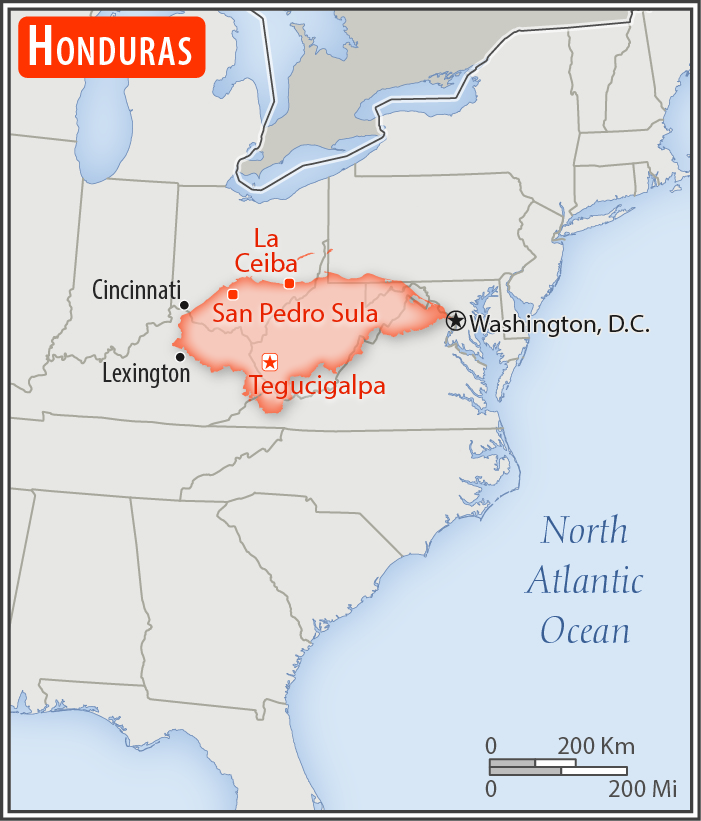 HONDURAS
La
Ceiba
Cincinnati
San Pedro Sula
Washington, D.C.
Lexington
Tegucigalpa
North
Atlantic
Ocean
0 200 Km
0 200 Mi